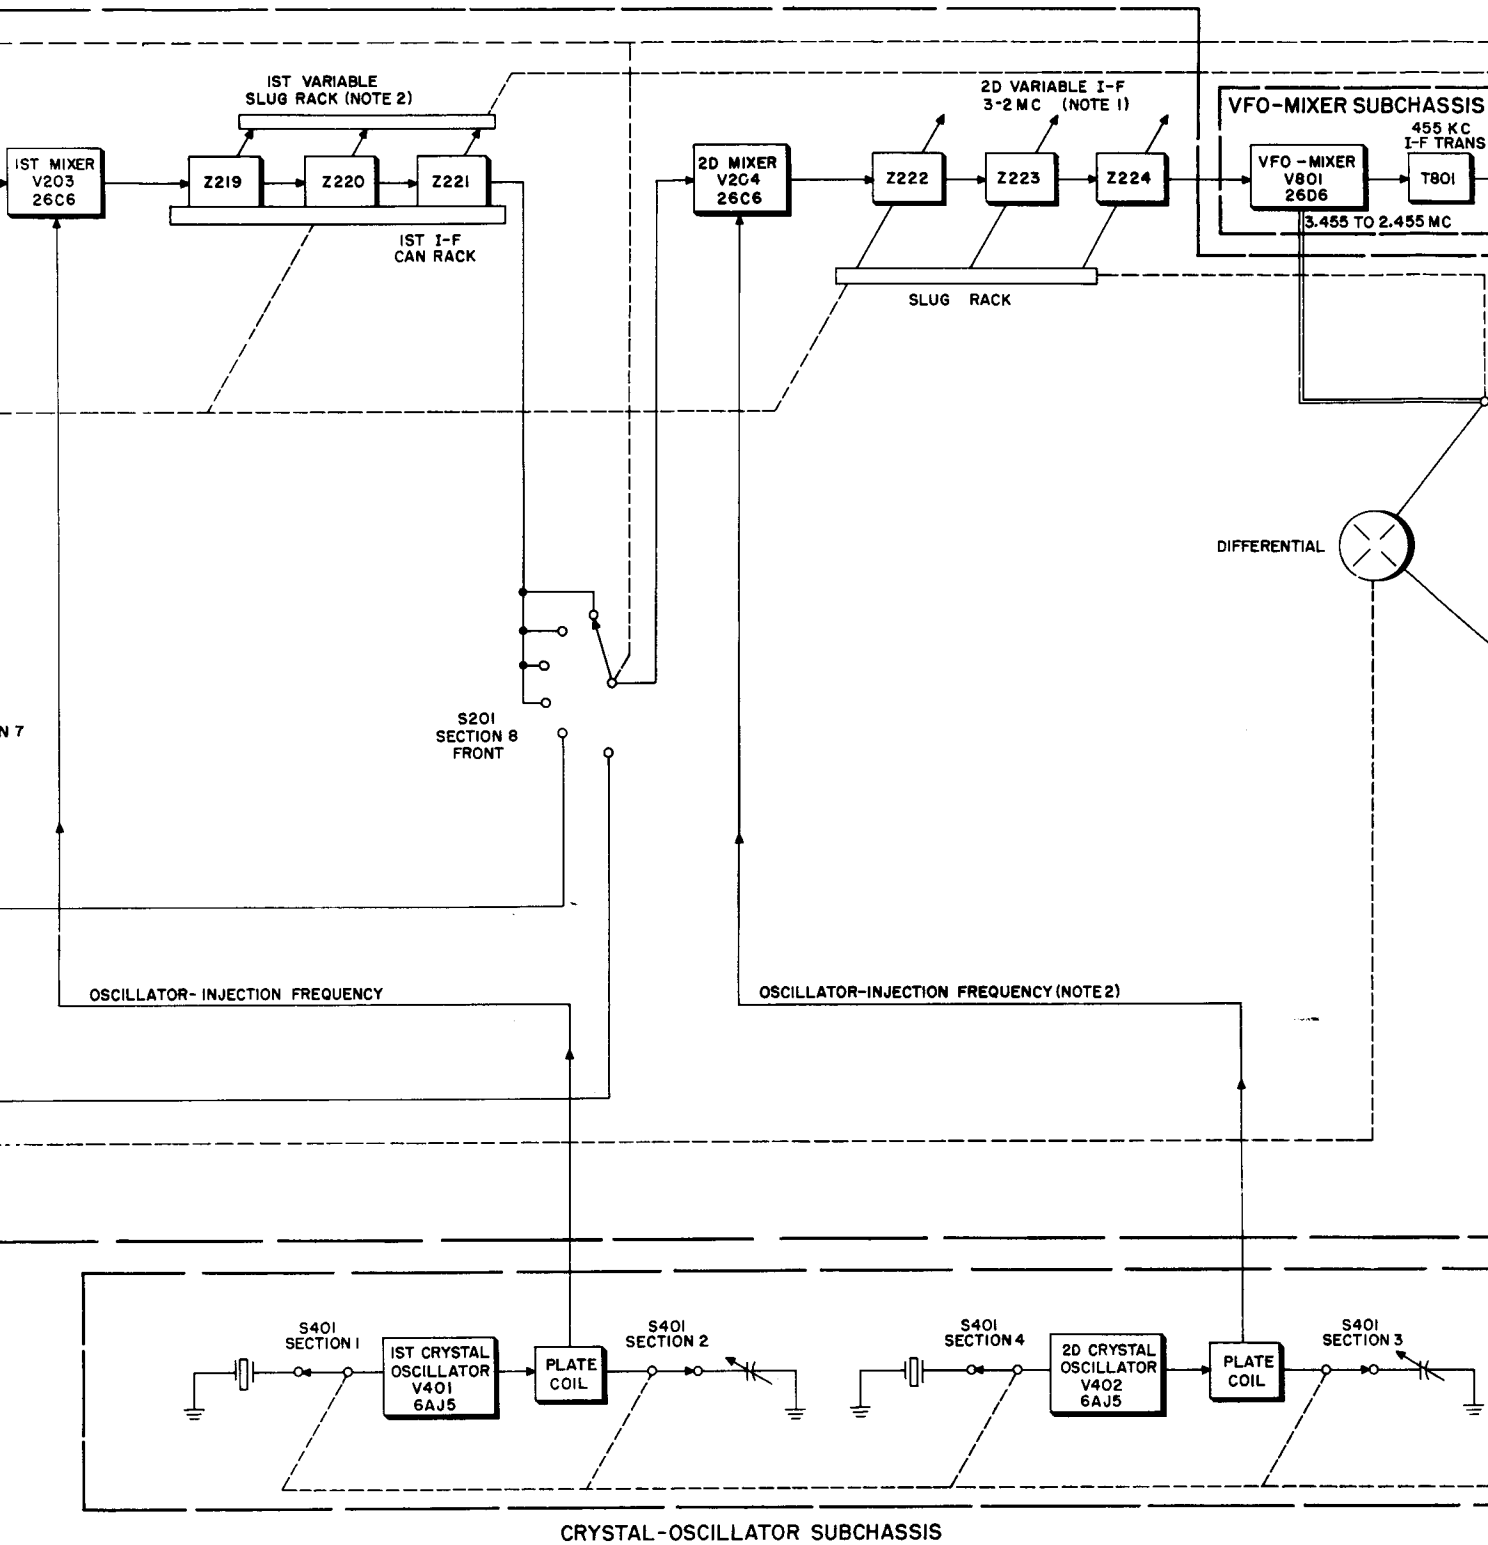 1ST VARIABLE
SLUG RACK (NOTE 2)
2D VARIABLE I-F
3-2 MC (NOTE 1)
VFO-MIXER SUBCHASSIS
455 KC
I-F TRANS
1ST MIXER
V203
26C6
Z219
Z220
Z221
2D MIXER
V204
26C6
Z222
Z223
Z224
VFO-MIXER
V801
26D6
T801
3.455 TO 2.455 MC
1ST I-F
CAN RACK
SLUG RACK
DIFFERENTIAL
N 7
S201
SECTION 8
FRONT
OSCILLATOR-INJECTION FREQUENCY
OSCILLATOR-INJECTION FREQUENCY (NOTE 2)
S401
SECTION 1
1ST CRYSTAL
OSCILLATOR
V401
6AJ5
PLATE
COIL
S401
SECTION 2
S401
SECTION 4
2D CRYSTAL
OSCILLATOR
V402
6AJ5
PLATE
COIL
S401
SECTION 3
CRYSTAL-OSCILLATOR SUBCHASSIS